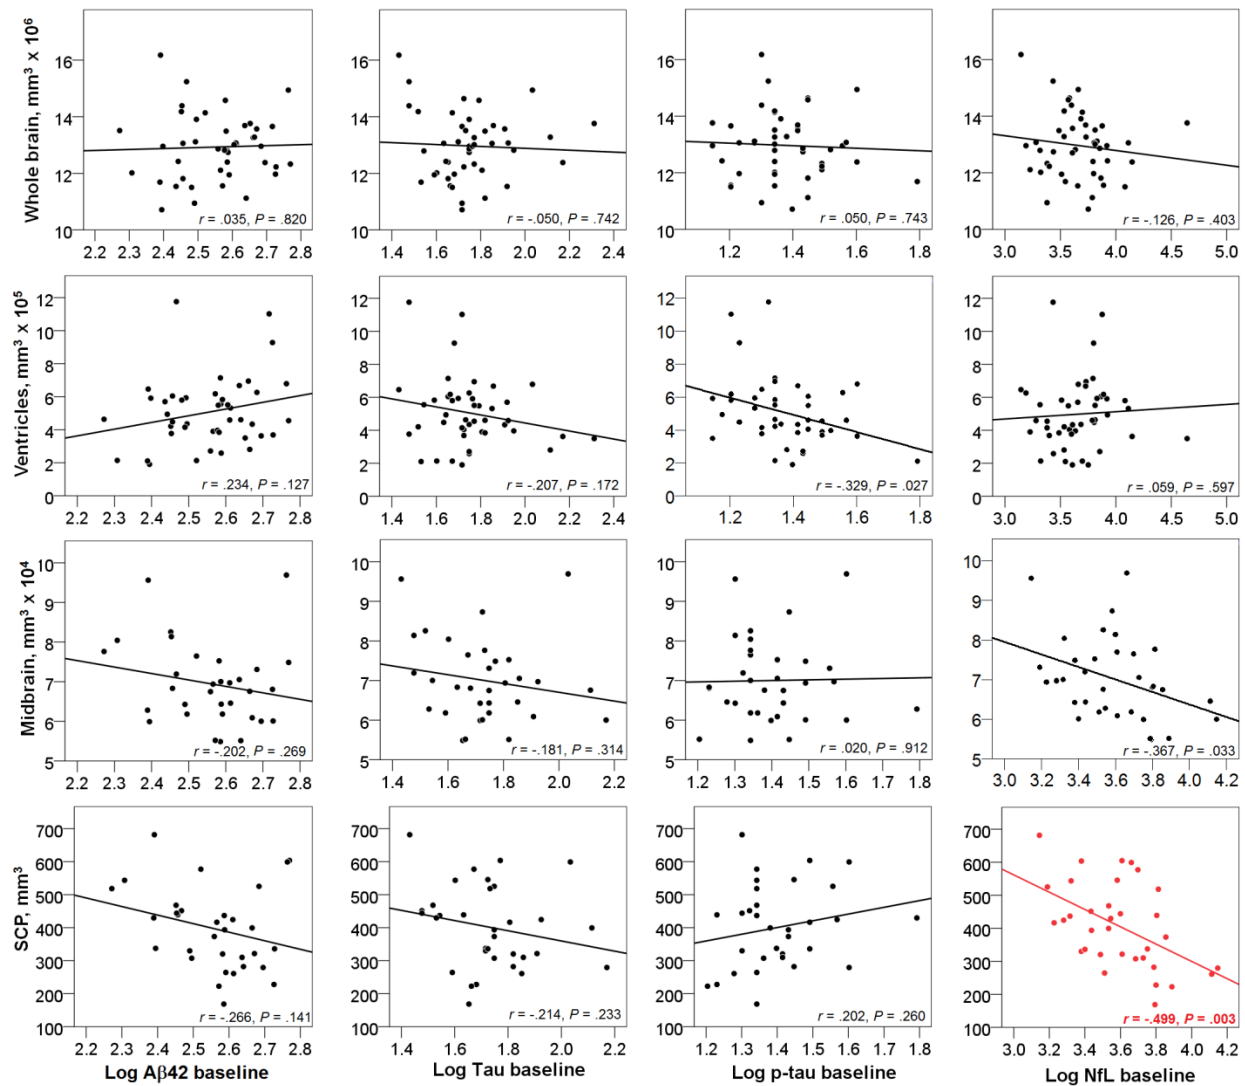 Whole brain, mm³ x 10⁶
16
14
12
10
r = .035, P = .820
2.2 2.3 2.4 2.5 2.6 2.7 2.8
r = -.050, P = .742
1.4 1.6 1.8 2.0 2.2 2.4
16
14
12
10
r = .050, P = .743
1.2 1.4 1.6 1.8
16
14
12
10
r = -.126, P = .403
3.0 3.5 4.0 4.5 5.0
Ventricles, mm³ x 10⁵
12
10
8
6
4
2
0
r = .234, P = .127
2.2 2.3 2.4 2.5 2.6 2.7 2.8
12
10
8
6
4
2
0
r = -.207, P = .172
1.4 1.6 1.8 2.0 2.2 2.4
12
10
8
6
4
2
0
r = -.329, P = .027
1.2 1.4 1.6 1.8
12
10
8
6
4
2
0
r = .059, P = .597
3.0 3.5 4.0 4.5 5.0
Midbrain, mm³ x 10⁴
10
9
8
7
6
5
r = -.202, P = .269
2.2 2.3 2.4 2.5 2.6 2.7 2.8
10
9
8
7
6
5
r = -.181, P = .314
1.4 1.6 1.8 2.0 2.2
10
9
8
7
6
5
r = .020, P = .912
1.2 1.3 1.4 1.5 1.6 1.7 1.8
10
9
8
7
6
5
r = -.367, P = .033
3.0 3.2 3.4 3.6 3.8 4.0 4.2
SCP, mm³
700
600
500
400
300
200
100
r = -.266, P = .141
2.2 2.3 2.4 2.5 2.6 2.7 2.8
Log Aβ42 baseline
700
600
500
400
300
200
100
r = -.214, P = .233
1.4 1.6 1.8 2.0 2.2
Log Tau baseline
700
600
500
400
300
200
100
r = .202, P = .260
1.2 1.3 1.4 1.5 1.6 1.7 1.8
Log p-tau baseline
700
600
500
400
300
200
100
r = -.499, P = .003
3.0 3.2 3.4 3.6 3.8 4.0 4.2
Log NfL baseline